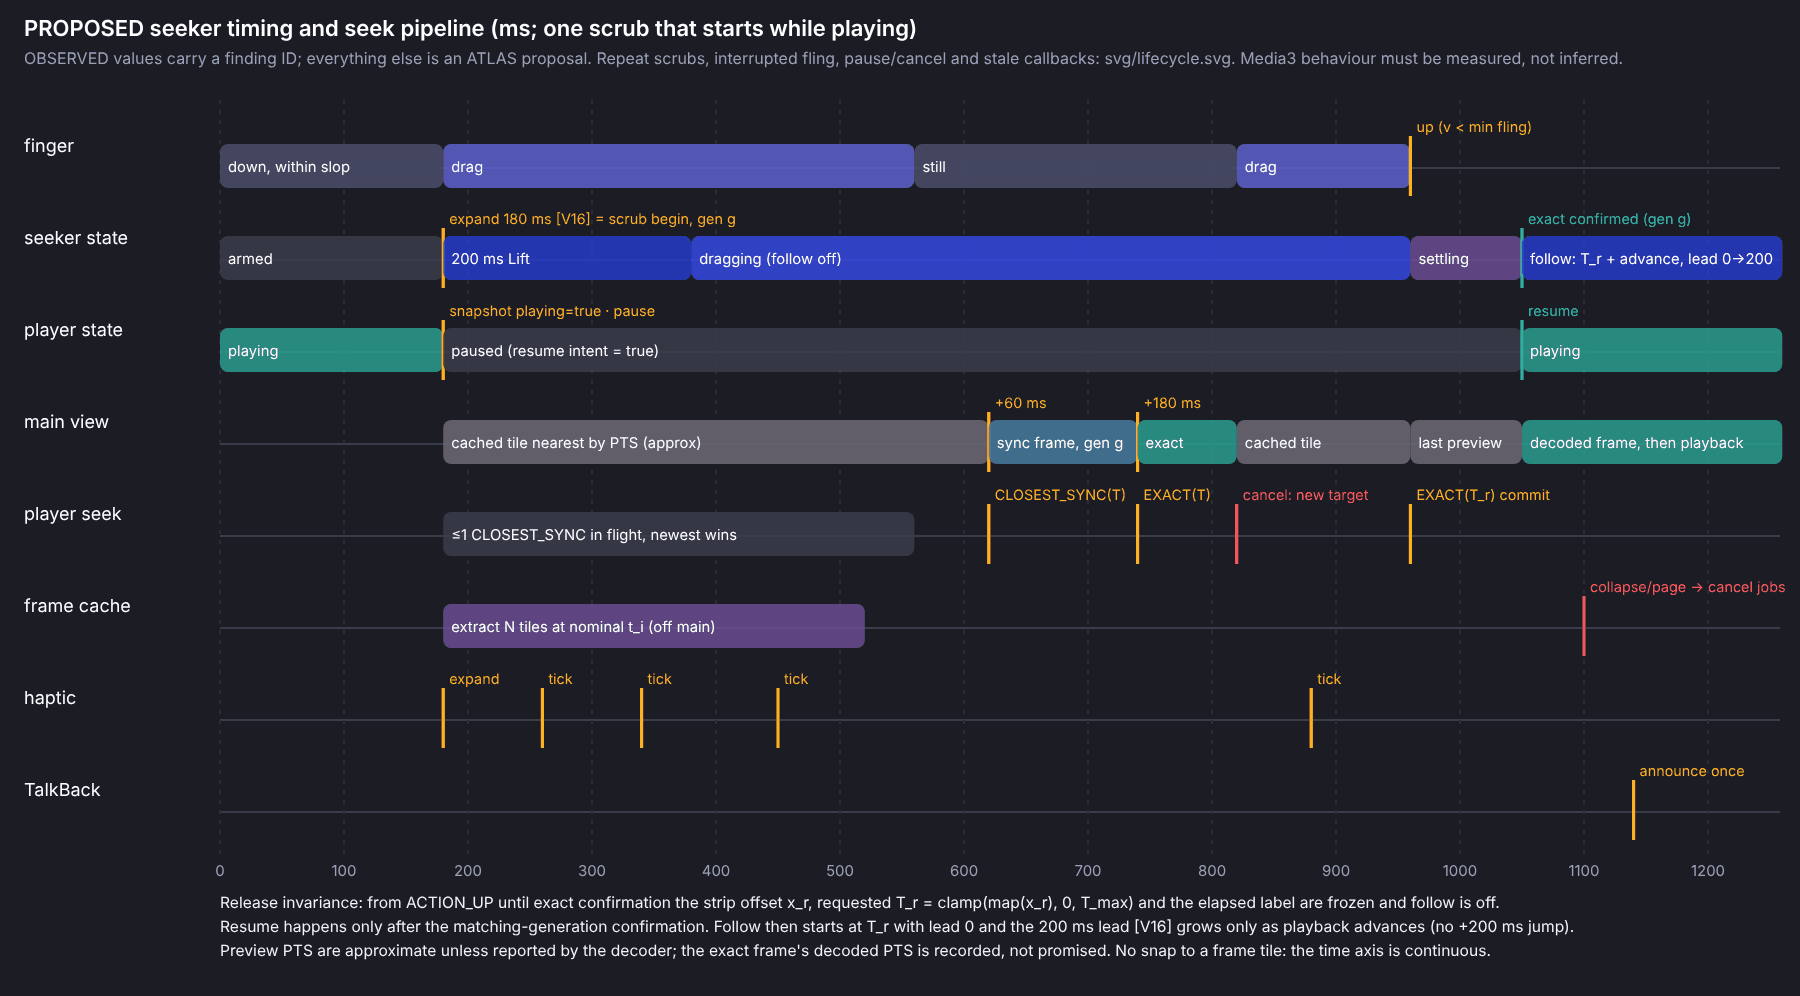 PROPOSED seeker timing and seek pipeline (ms; one scrub that starts while playing)
OBSERVED values carry a finding ID; everything else is an ATLAS proposal. Repeat scrubs, interrupted fling, pause/cancel and stale callbacks: svg/lifecycle.svg. Media3 behaviour must be measured, not inferred.
up (v < min fling)
finger
down, within slop
drag
still
drag
expand 180 ms [V16] = scrub begin, gen g
exact confirmed (gen g)
seeker state
armed
200 ms Lift
dragging (follow off)
settling
follow: T_r + advance, lead 0→200
snapshot playing=true · pause
resume
player state
playing
paused (resume intent = true)
playing
+60 ms
+180 ms
main view
cached tile nearest by PTS (approx)
sync frame, gen g
exact
cached tile
last preview
decoded frame, then playback
CLOSEST_SYNC(T)
EXACT(T)
cancel: new target
EXACT(T_r) commit
player seek
≤1 CLOSEST_SYNC in flight, newest wins
collapse/page → cancel jobs
frame cache
extract N tiles at nominal t_i (off main)
expand
tick
tick
tick
tick
haptic
announce once
TalkBack
0
100
200
300
400
500
600
700
800
900
1000
1100
1200
Release invariance: from ACTION_UP until exact confirmation the strip offset x_r, requested T_r = clamp(map(x_r), 0, T_max) and the elapsed label are frozen and follow is off.
Resume happens only after the matching-generation confirmation. Follow then starts at T_r with lead 0 and the 200 ms lead [V16] grows only as playback advances (no +200 ms jump).
Preview PTS are approximate unless reported by the decoder; the exact frame's decoded PTS is recorded, not promised. No snap to a frame tile: the time axis is continuous.